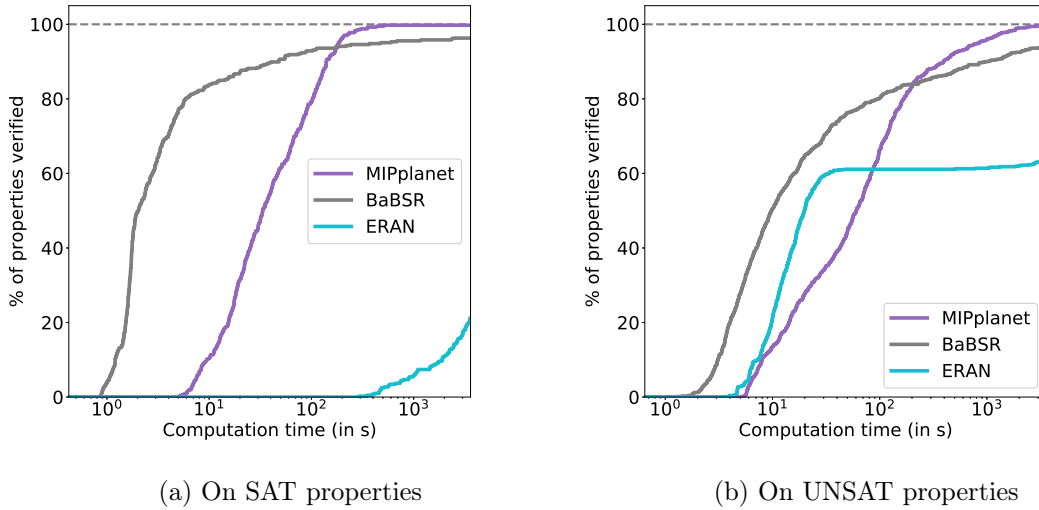 100
80
60
40
20
0
% of properties verified
10^0
10^1
10^2
10^3
Computation time (in s)
MIPplanet
BaBSR
ERAN
(a) On SAT properties
100
80
60
40
20
0
% of properties verified
10^0
10^1
10^2
10^3
Computation time (in s)
MIPplanet
BaBSR
ERAN
(b) On UNSAT properties